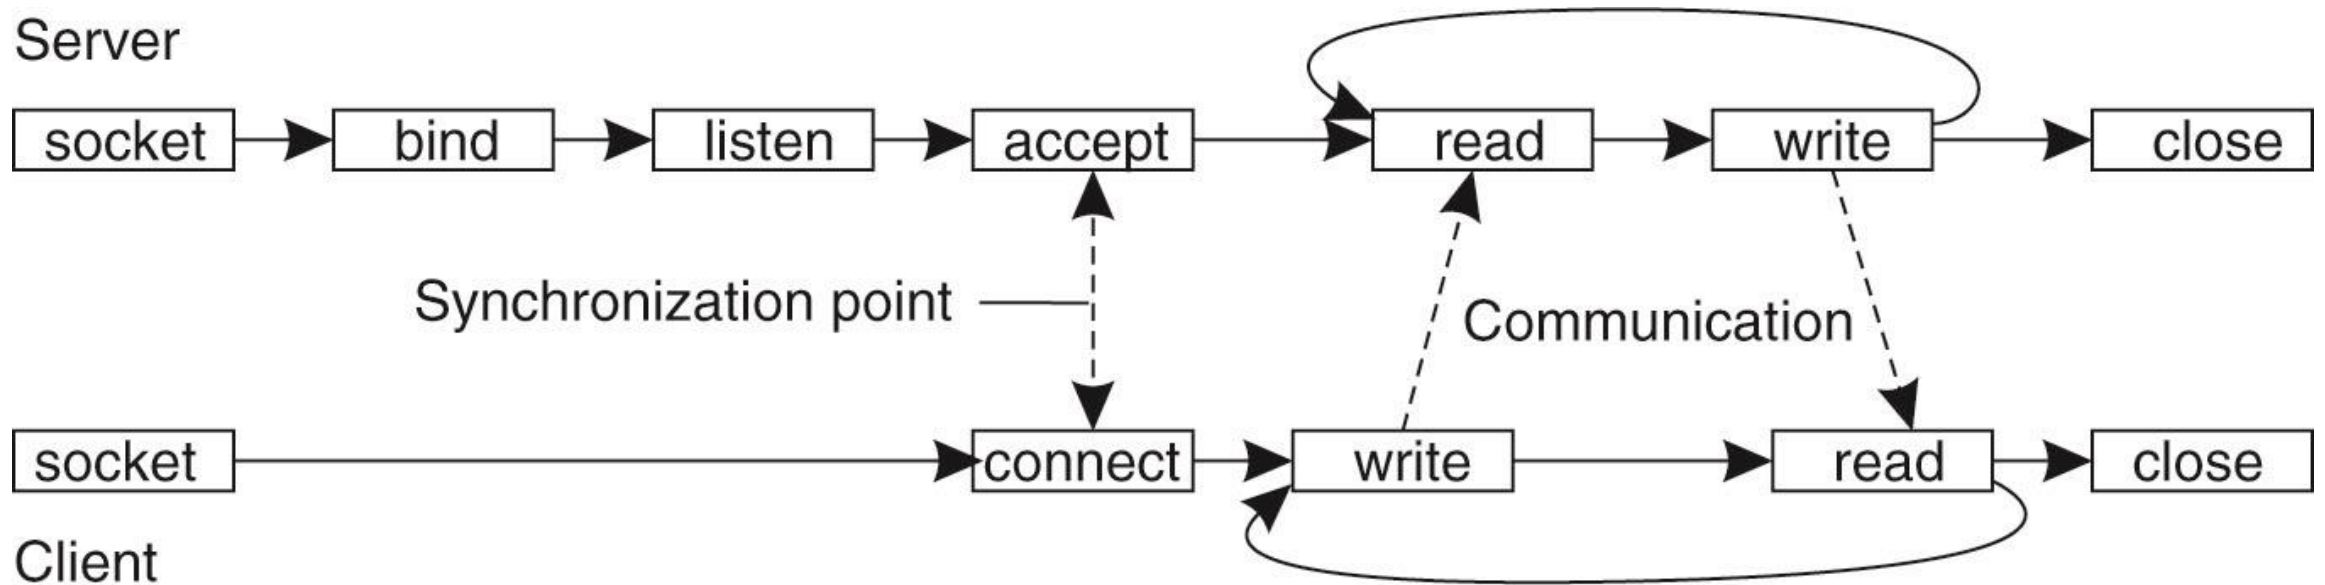 Server
socket bind listen accept read write close
Synchronization point
Communication
socket connect write read close
Client